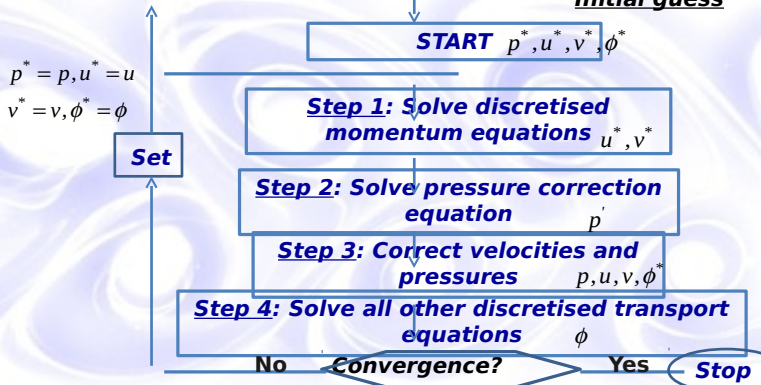 Initial guess
START p*, u*, v*, ϕ*
p* = p, u* = u
v* = v, ϕ* = ϕ
Set
Step 1: Solve discretised
momentum equations u*, v*
Step 2: Solve pressure correction
equation p'
Step 3: Correct velocities and
pressures p, u, v, ϕ*
Step 4: Solve all other discretised transport
equations ϕ
No Convergence? Yes Stop